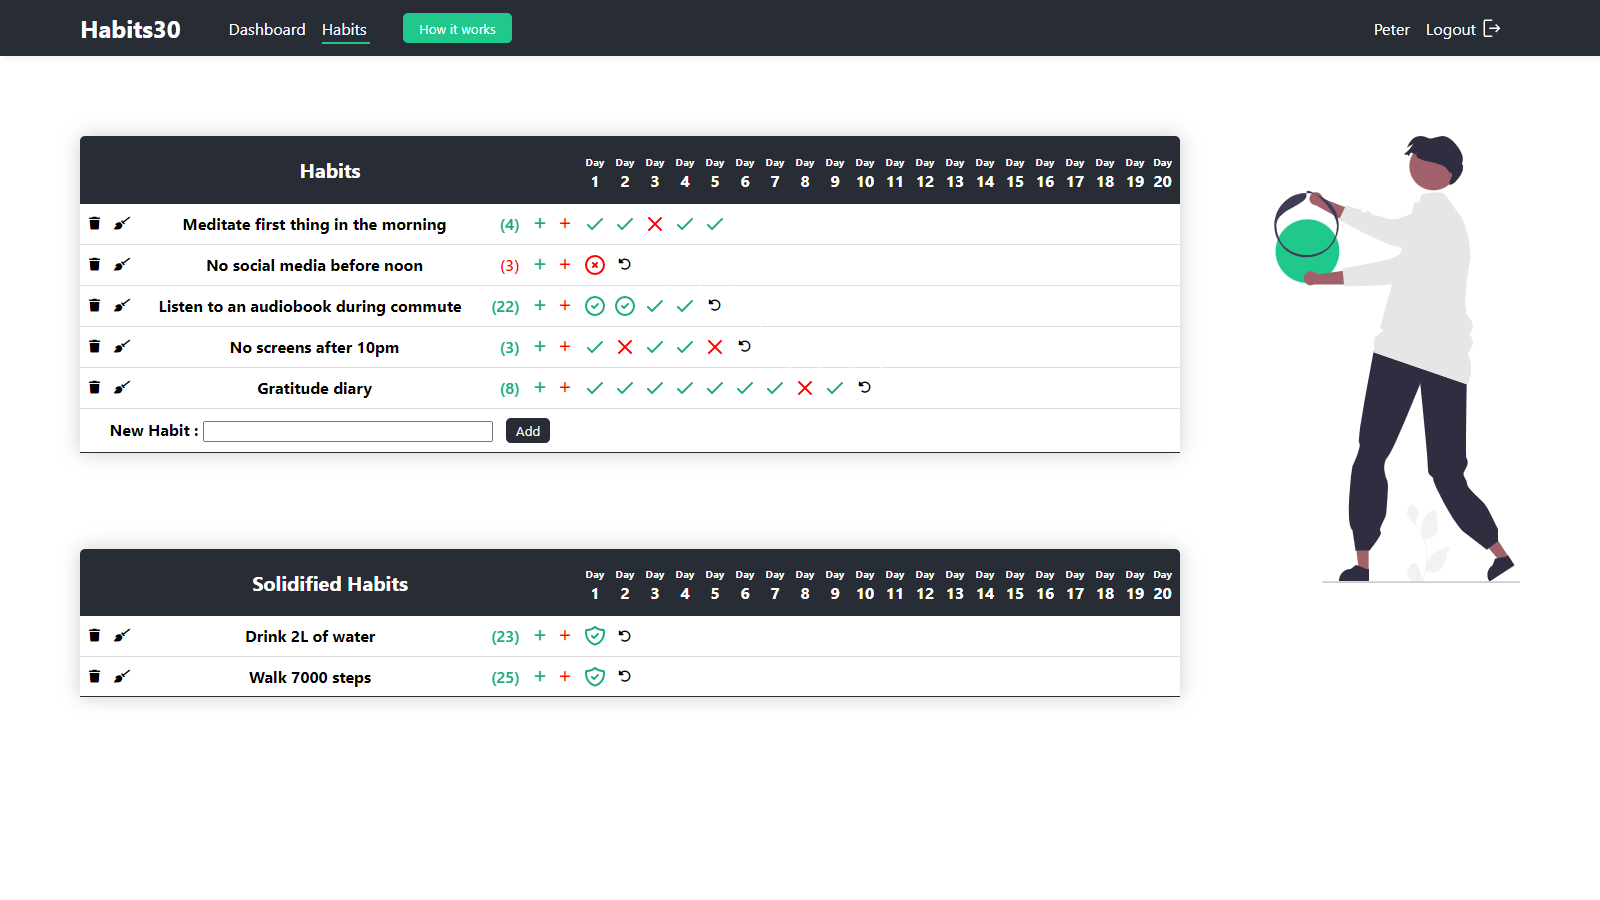 Habits30 Dashboard Habits How it works Peter Logout
Habits Day 1 Day 2 Day 3 Day 4 Day 5 Day 6 Day 7 Day 8 Day 9 Day 10 Day 11 Day 12 Day 13 Day 14 Day 15 Day 16 Day 17 Day 18 Day 19 Day 20
Meditate first thing in the morning (4) + +
No social media before noon (3) + +
Listen to an audiobook during commute (22) + +
No screens after 10pm (3) + +
Gratitude diary (8) + +
New Habit : Add
Solidified Habits Day 1 Day 2 Day 3 Day 4 Day 5 Day 6 Day 7 Day 8 Day 9 Day 10 Day 11 Day 12 Day 13 Day 14 Day 15 Day 16 Day 17 Day 18 Day 19 Day 20
Drink 2L of water (23) + +
Walk 7000 steps (25) + +